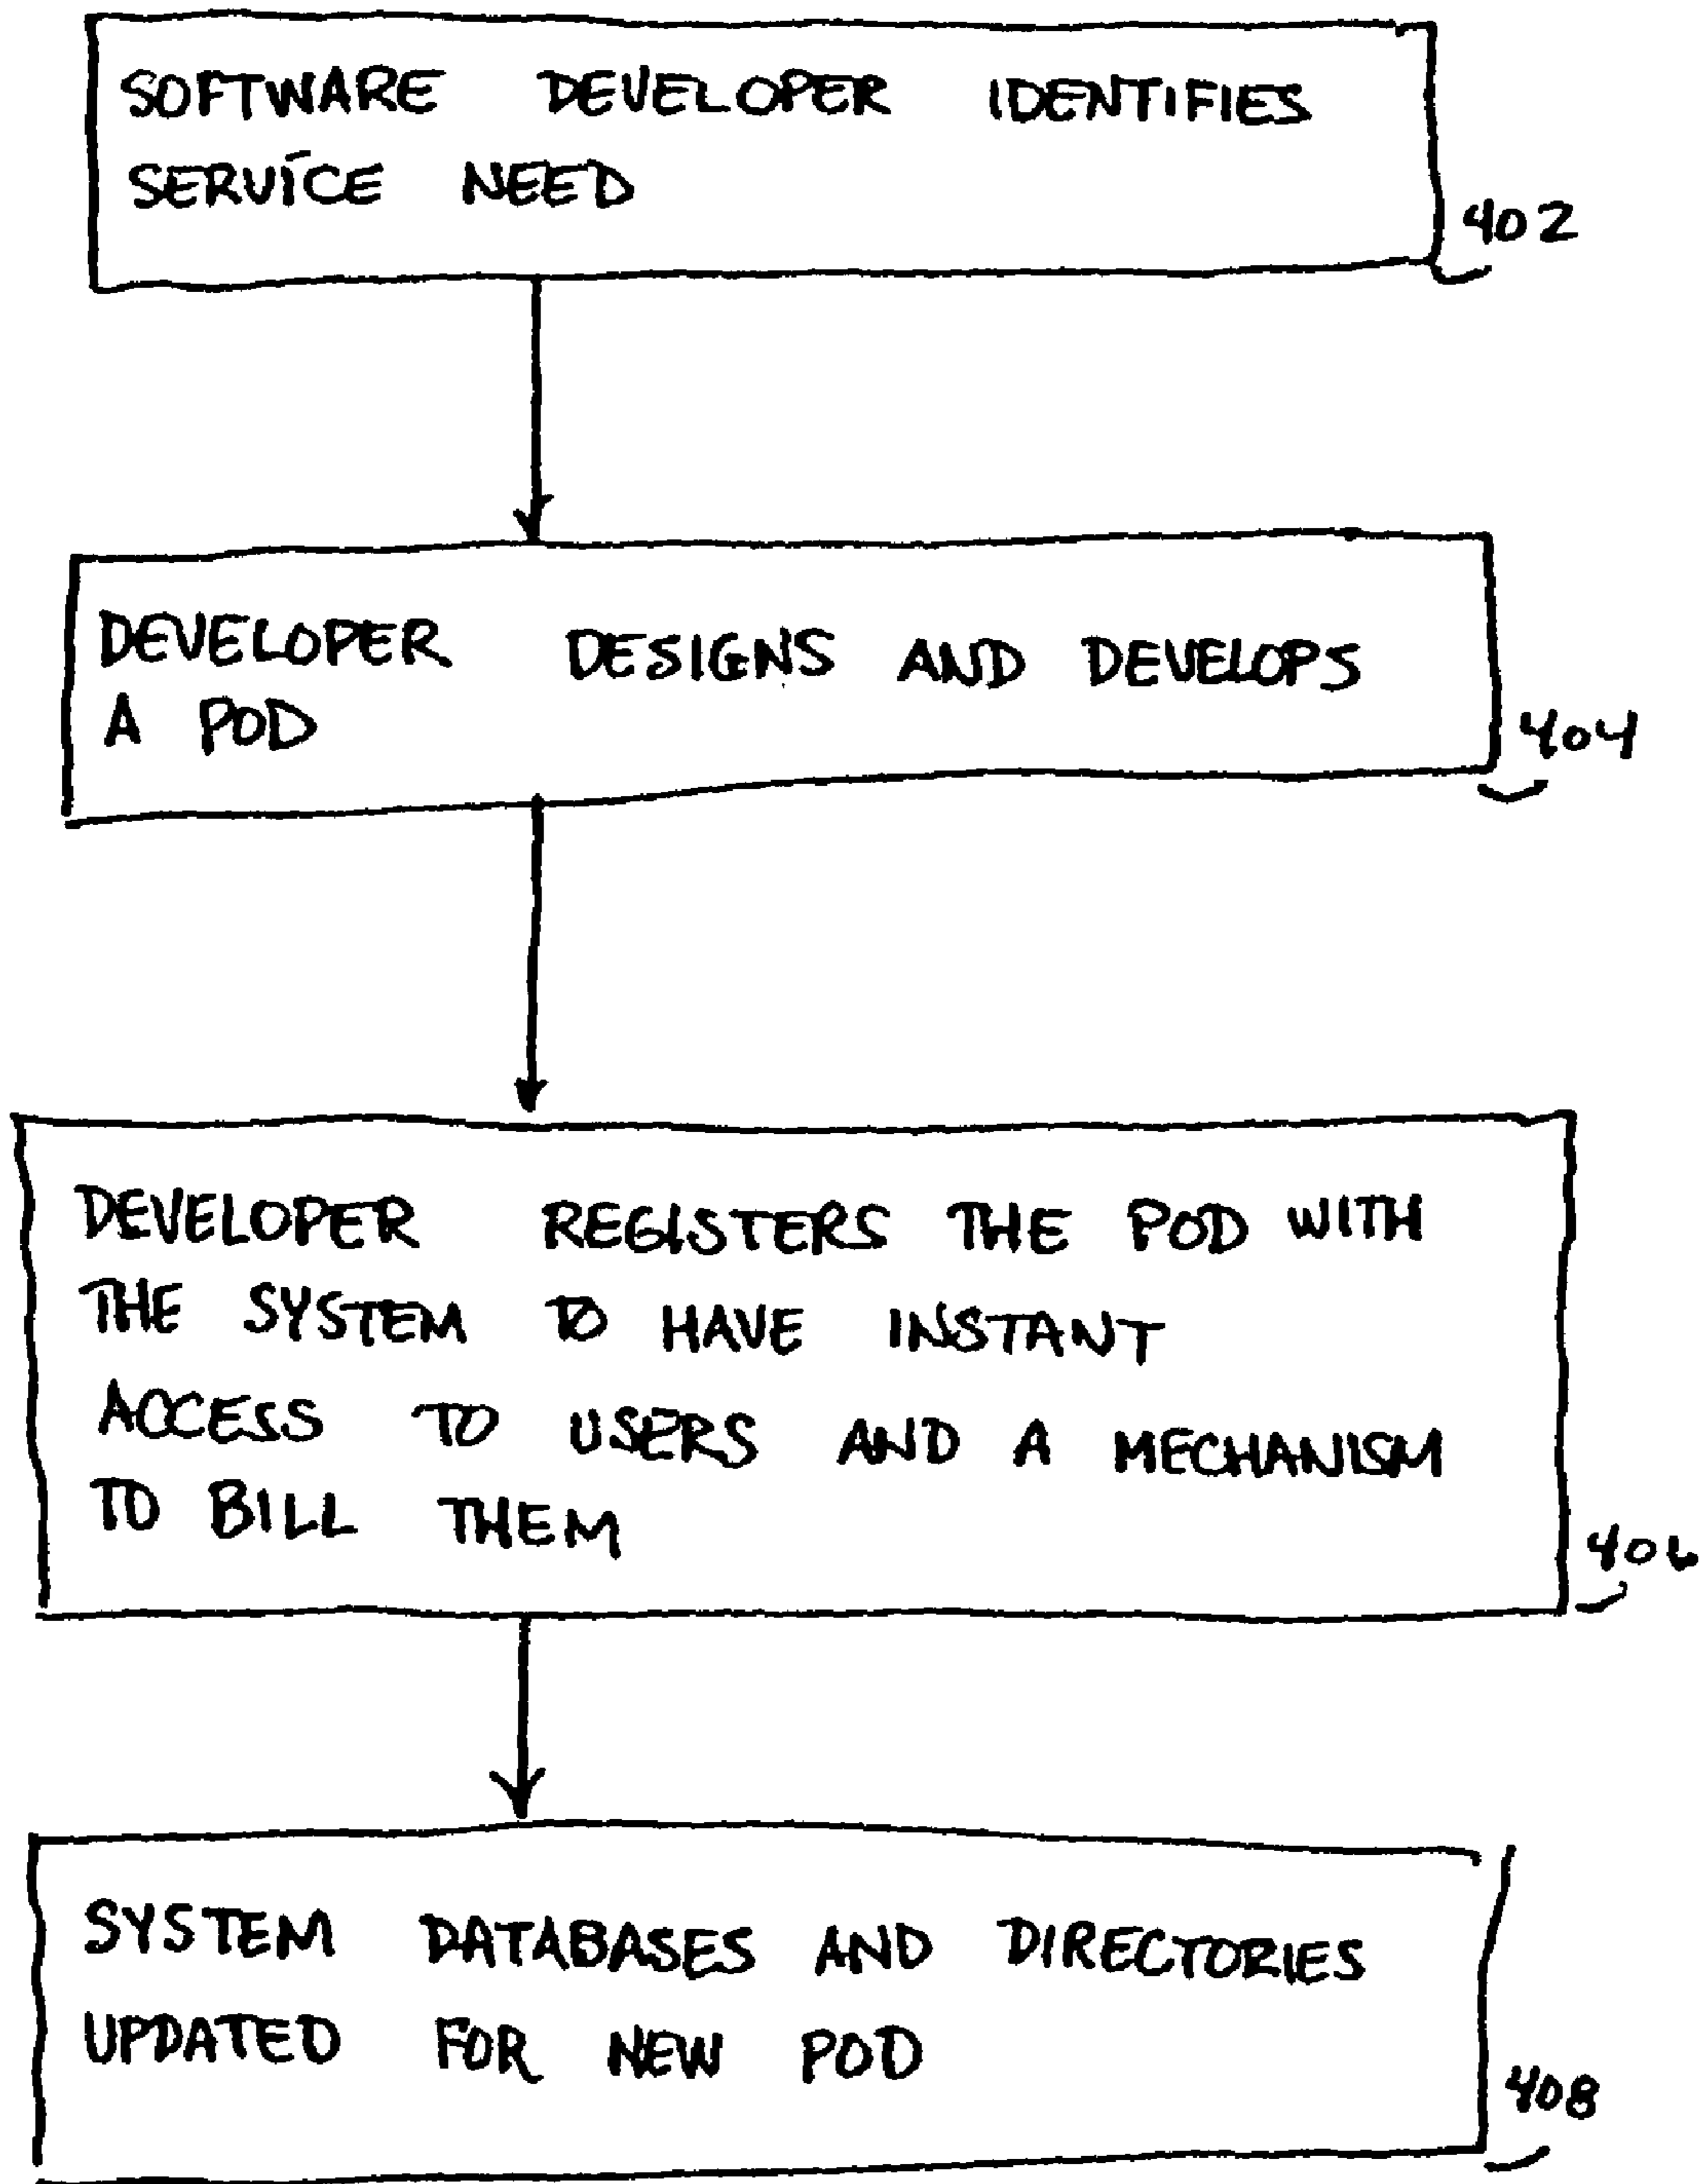 SOFTWARE DEVELOPER IDENTIFIES
SERVICE NEED
402
DEVELOPER DESIGNS AND DEVELOPS
A POD
404
DEVELOPER REGISTERS THE POD WITH
THE SYSTEM TO HAVE INSTANT
ACCESS TO USERS AND A MECHANISM
TO BILL THEM
406
SYSTEM DATABASES AND DIRECTORIES
UPDATED FOR NEW POD
408